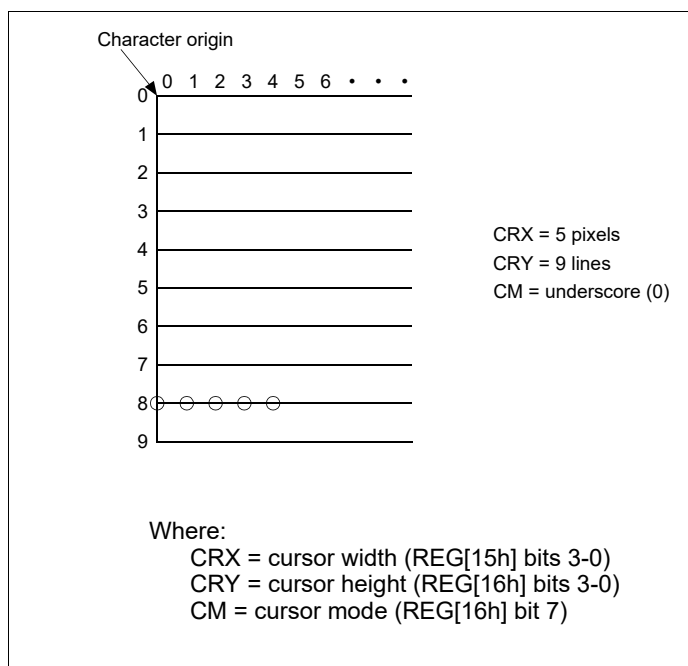 Character origin
0 1 2 3 4 5 6 • • •
0
1
2
3
4
5
6
7
8
9
CRX = 5 pixels
CRY = 9 lines
CM = underscore (0)
Where:
CRX = cursor width (REG[15h] bits 3-0)
CRY = cursor height (REG[16h] bits 3-0)
CM = cursor mode (REG[16h] bit 7)